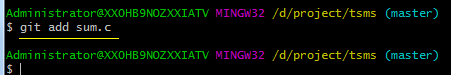 Administrator@XXOHB9NOZXXIATV MINGW32 /d/project/tsms (master)
$ git add sum.c
Administrator@XXOHB9NOZXXIATV MINGW32 /d/project/tsms (master)
$